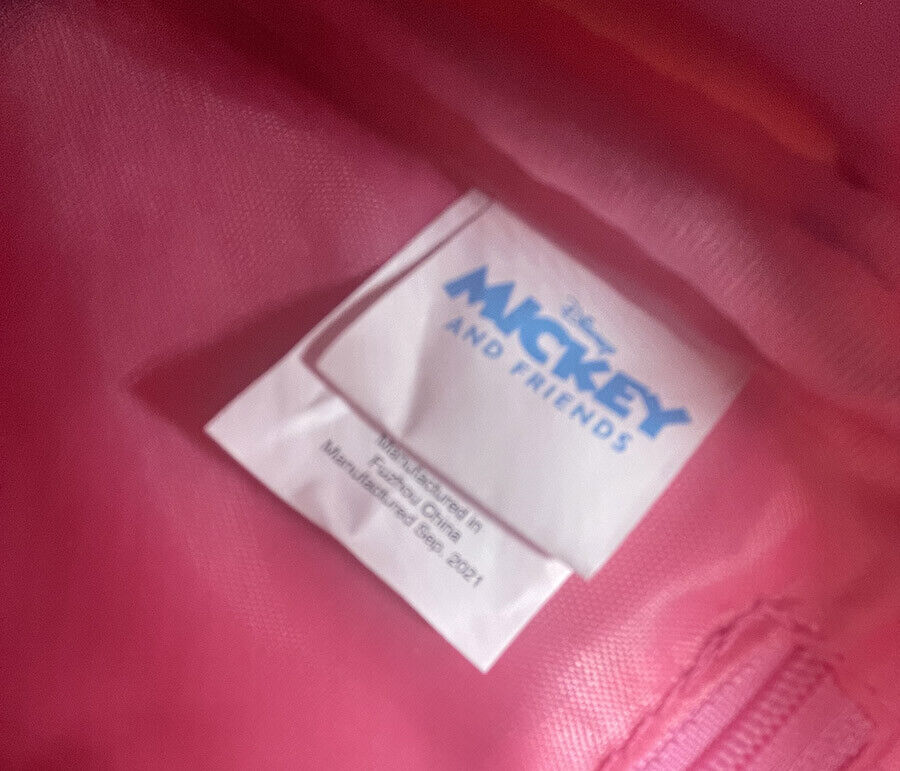 Disney
MICKEY
AND FRIENDS
Manufactured in
Fuzhou China
Manufactured Sep. 2021